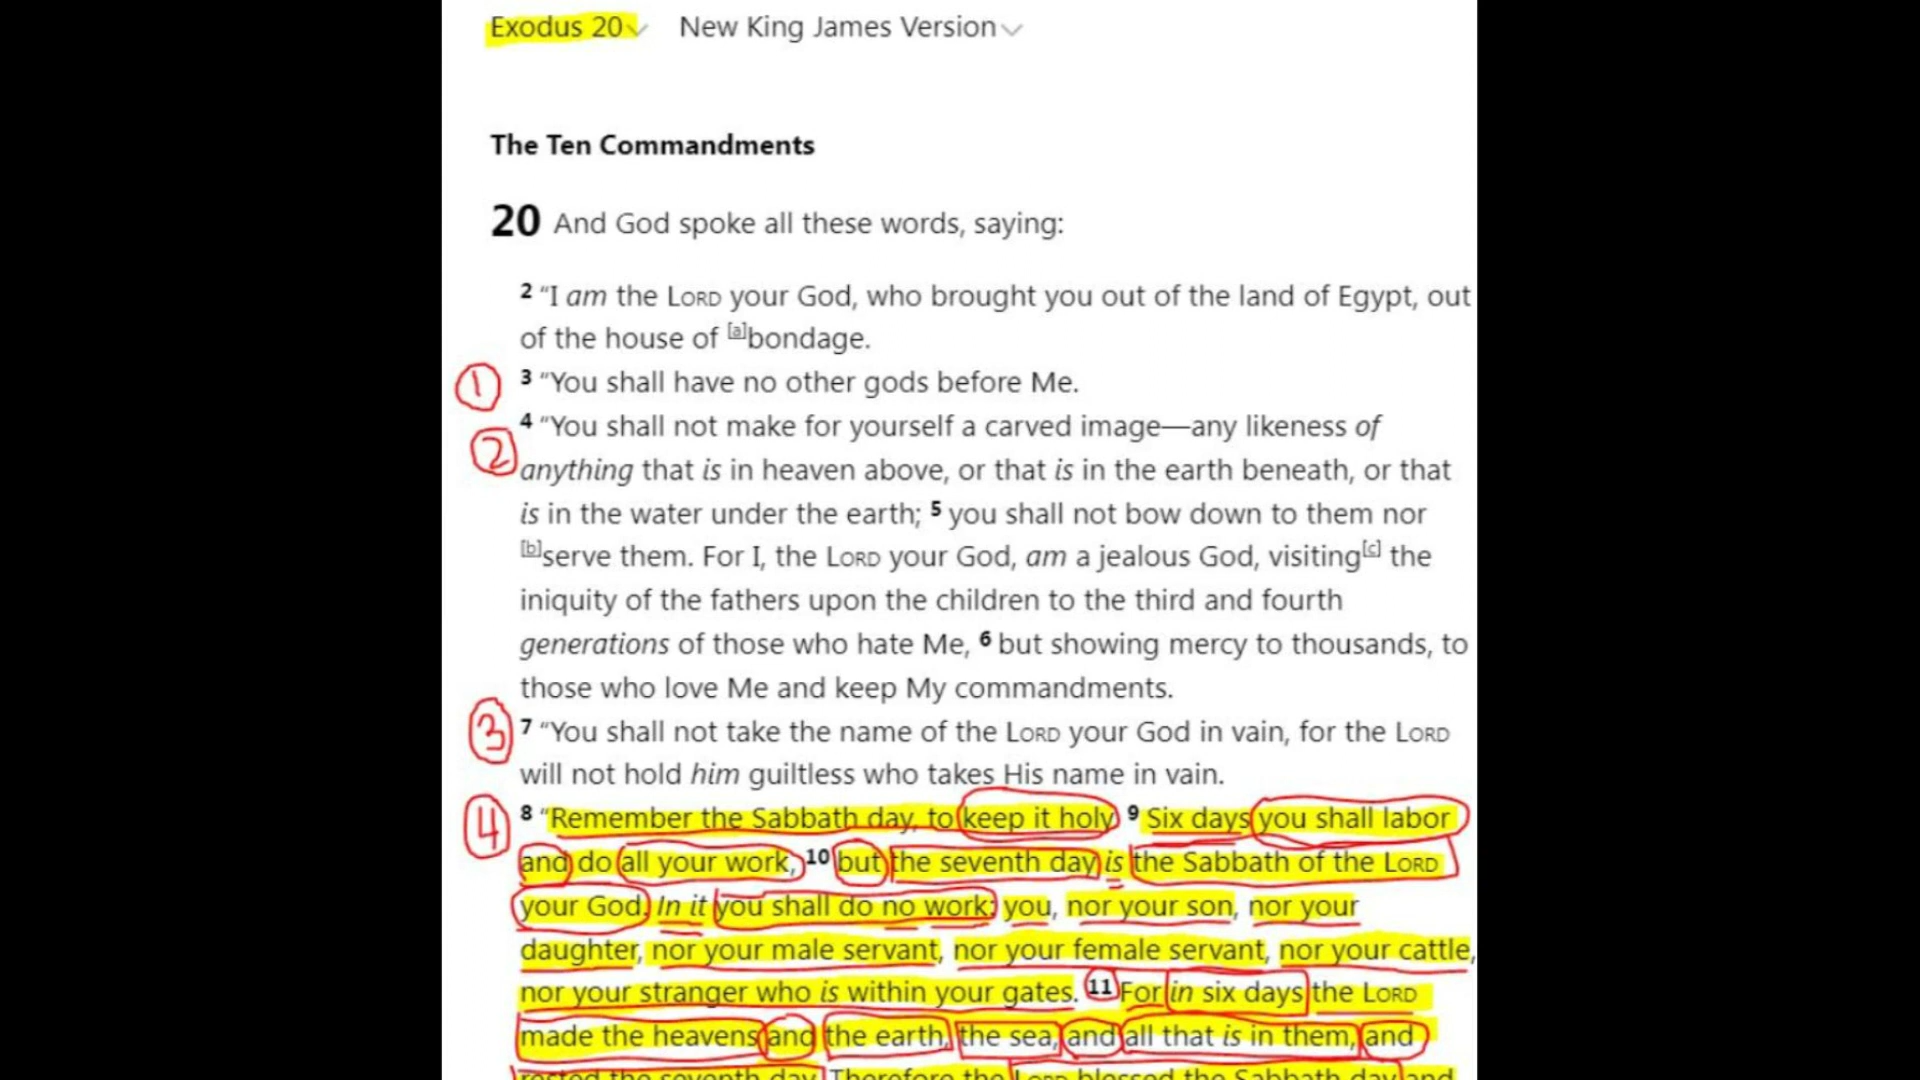 Exodus 20 New King James Version
The Ten Commandments
20 And God spoke all these words, saying:
2 “I am the LORD your God, who brought you out of the land of Egypt, out
of the house of [a]bondage.
1 3 “You shall have no other gods before Me.
4 “You shall not make for yourself a carved image—any likeness of
2 anything that is in heaven above, or that is in the earth beneath, or that
is in the water under the earth; 5 you shall not bow down to them nor
[b]serve them. For I, the LORD your God, am a jealous God, visiting[c] the
iniquity of the fathers upon the children to the third and fourth
generations of those who hate Me, 6 but showing mercy to thousands, to
those who love Me and keep My commandments.
3 7 “You shall not take the name of the LORD your God in vain, for the LORD
will not hold him guiltless who takes His name in vain.
4 8 “Remember the Sabbath day, to keep it holy. 9 Six days you shall labor
and do all your work, 10 but the seventh day is the Sabbath of the LORD
your God. In it you shall do no work: you, nor your son, nor your
daughter, nor your male servant, nor your female servant, nor your cattle,
nor your stranger who is within your gates. 11 For in six days the LORD
made the heavens and the earth, the sea, and all that is in them, and
rested the seventh day. Therefore the LORD blessed the Sabbath day and